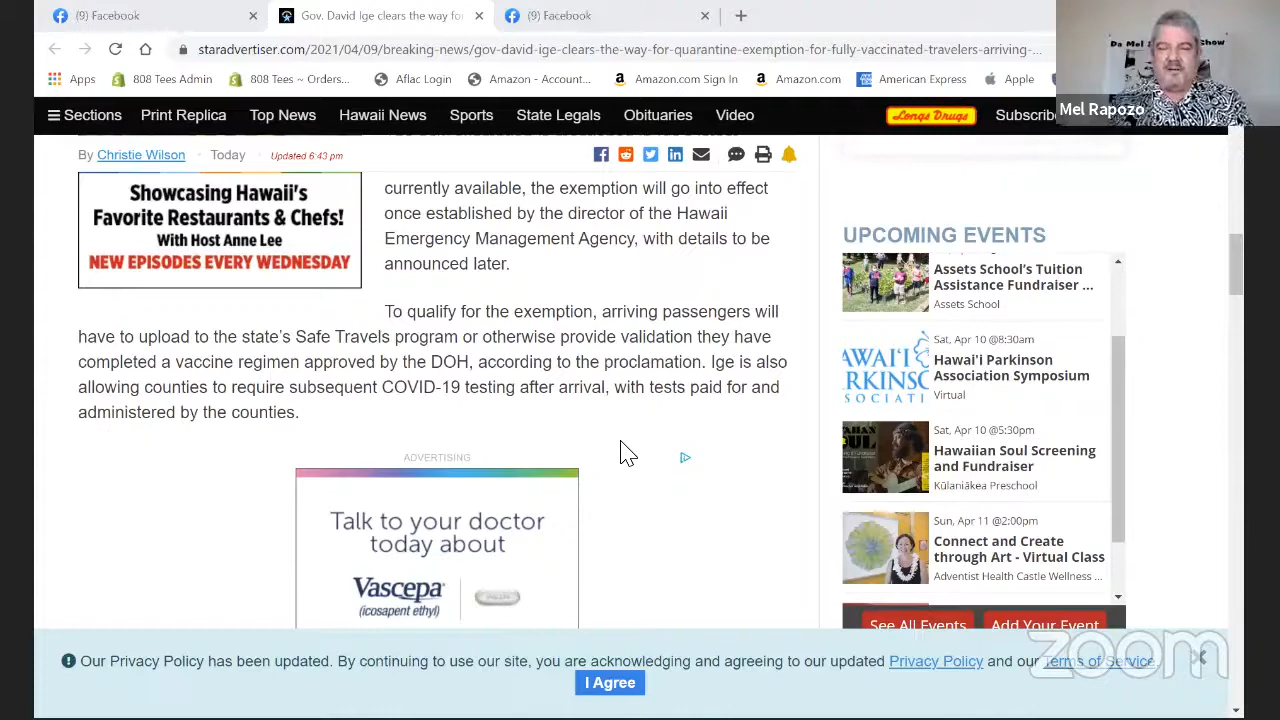 (9) Facebook
Gov. David Ige clears the way for
(9) Facebook
staradvertiser.com/2021/04/09/breaking-news/gov-david-ige-clears-the-way-for-quarantine-exemption-for-fully-vaccinated-travelers-arriving-...
Apps
808 Tees Admin
808 Tees ~ Orders...
Aflac Login
Amazon - Account...
Amazon.com Sign In
Amazon.com
American Express
Apple
Da Mel
Show
Mel Rapozo
Sections
Print Replica
Top News
Hawaii News
Sports
State Legals
Obituaries
Video
Longs Drugs
By Christie Wilson
Today
Updated 6:43 pm
Showcasing Hawaii's
Favorite Restaurants & Chefs!
With Host Anne Lee
NEW EPISODES EVERY WEDNESDAY
currently available, the exemption will go into effect
once established by the director of the Hawaii
Emergency Management Agency, with details to be
announced later.
To qualify for the exemption, arriving passengers will
have to upload to the state's Safe Travels program or otherwise provide validation they have
completed a vaccine regimen approved by the DOH, according to the proclamation. Ige is also
allowing counties to require subsequent COVID-19 testing after arrival, with tests paid for and
administered by the counties.
ADVERTISING
Talk to your doctor
today about
Vascepa
(icosapent ethyl)
UPCOMING EVENTS
Assets School's Tuition
Assistance Fundraiser ...
Assets School
Sat, Apr 10 @8:30am
Hawai'i Parkinson
Association Symposium
Virtual
Sat, Apr 10 @5:30pm
Hawaiian Soul Screening
and Fundraiser
Kūlaniākea Preschool
Sun, Apr 11 @2:00pm
Connect and Create
through Art - Virtual Class
Adventist Health Castle Wellness ...
See All Events
Add Your Event
Our Privacy Policy has been updated. By continuing to use our site, you are acknowledging and agreeing to our updated Privacy Policy and our Terms of Service.
I Agree
zoom